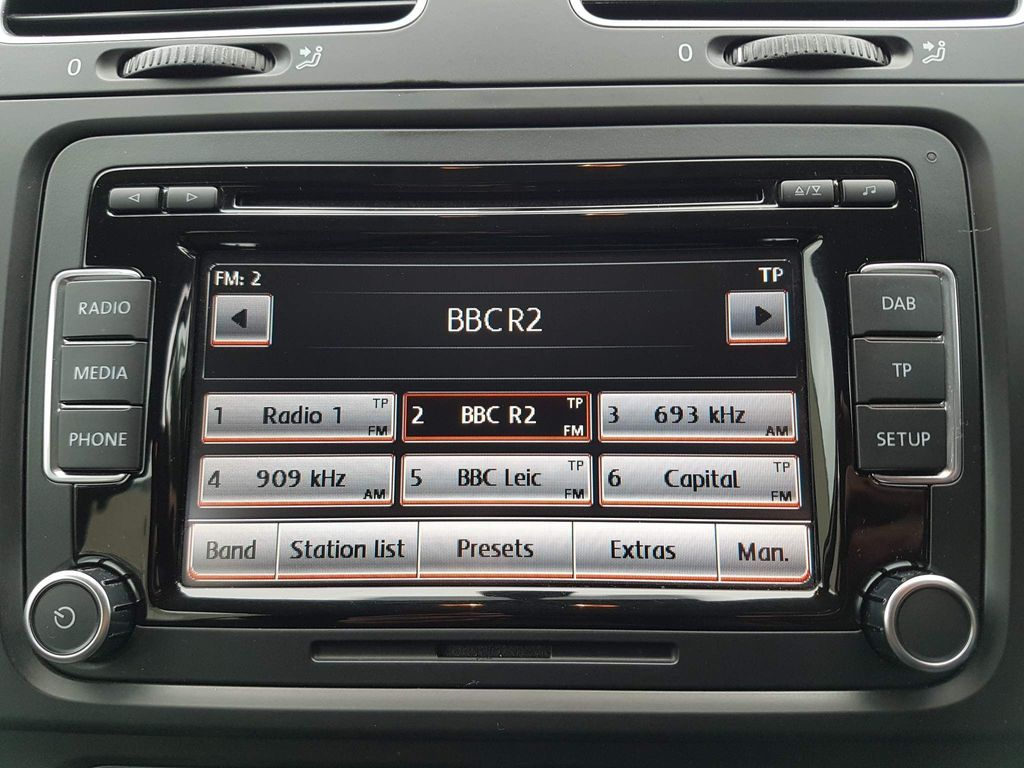 0
0
FM: 2
TP
BBC R2
RADIO
MEDIA
PHONE
DAB
TP
SETUP
1 Radio 1 TP FM
2 BBC R2 TP FM
3 693 kHz AM
4 909 kHz AM
5 BBC Leic TP FM
6 Capital TP FM
Band Station list Presets Extras Man.